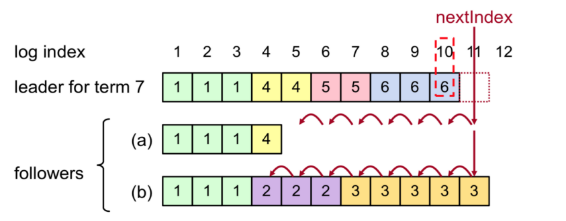 nextIndex
log index 1 2 3 4 5 6 7 8 9 10 11 12
leader for term 7 1 1 1 4 4 5 5 6 6 6
(a) 1 1 1 4
followers
(b) 1 1 1 2 2 2 3 3 3 3 3